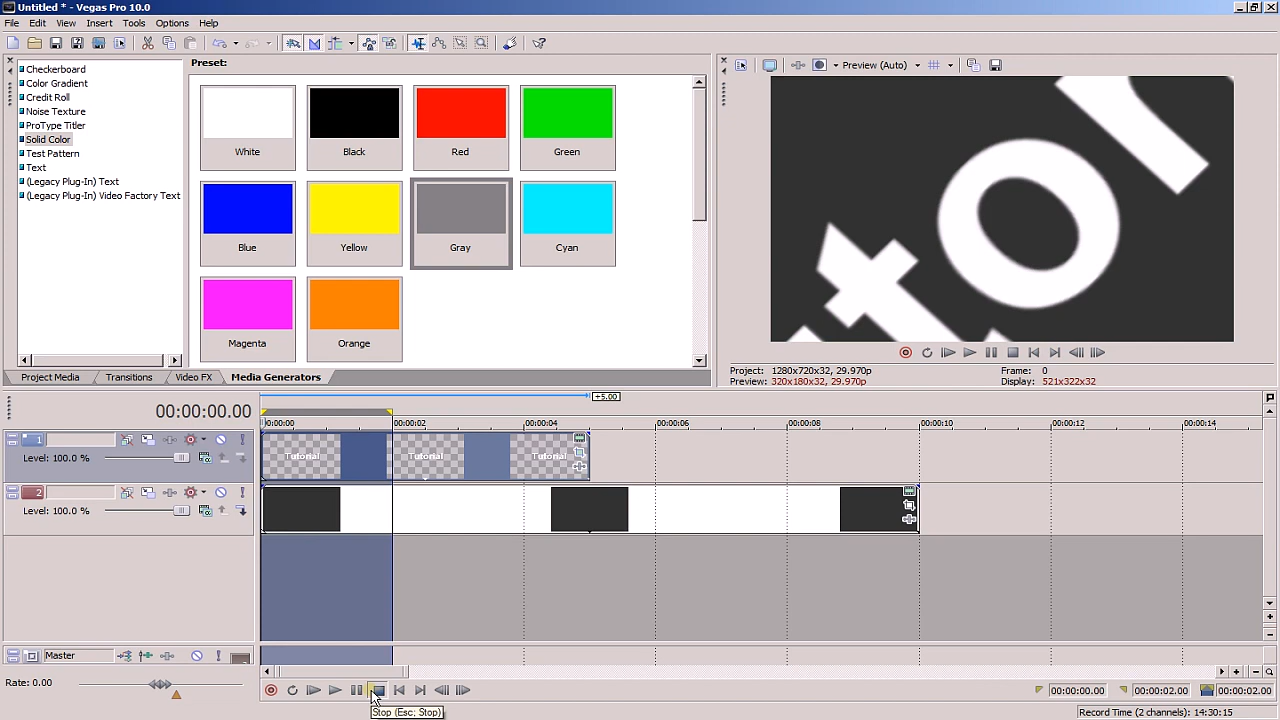 Untitled * - Vegas Pro 10.0
File Edit View Insert Tools Options Help
Checkerboard
Color Gradient
Credit Roll
Noise Texture
ProType Titler
Solid Color
Test Pattern
Text
(Legacy Plug-In) Text
(Legacy Plug-In) Video Factory Text
Preset:
White Black Red Green
Blue Yellow Gray Cyan
Magenta Orange
Project Media Transitions Video FX Media Generators
Preview (Auto)
tor
Project: 1280x720x32, 29.970p Frame: 0
Preview: 320x180x32, 29.970p Display: 521x322x32
00:00:00.00
+5.00
00:00:00 00:00:02 00:00:04 00:00:06 00:00:08 00:00:10 00:00:12 00:00:14
1
Level: 100.0 %
Tutorial Tutorial Tutorial
2
Level: 100.0 %
Master
Rate: 0.00
Stop (Esc; Stop)
00:00:00.00 00:00:02.00 00:00:02.00
Record Time (2 channels): 14:30:15